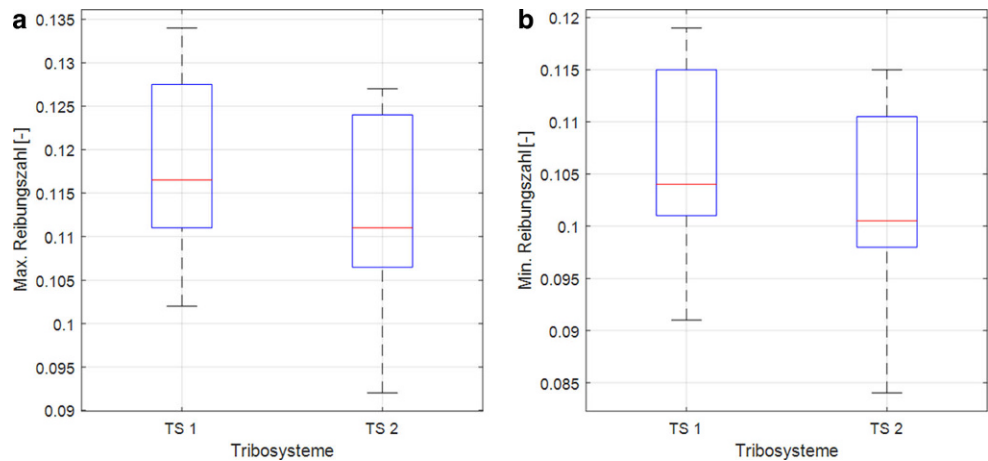 a
Max. Reibungszahl [-]
0.135
0.13
0.125
0.12
0.115
0.11
0.105
0.1
0.095
0.09
TS 1
TS 2
Tribosysteme
b
Min. Reibungszahl [-]
0.12
0.115
0.11
0.105
0.1
0.095
0.09
0.085
TS 1
TS 2
Tribosysteme